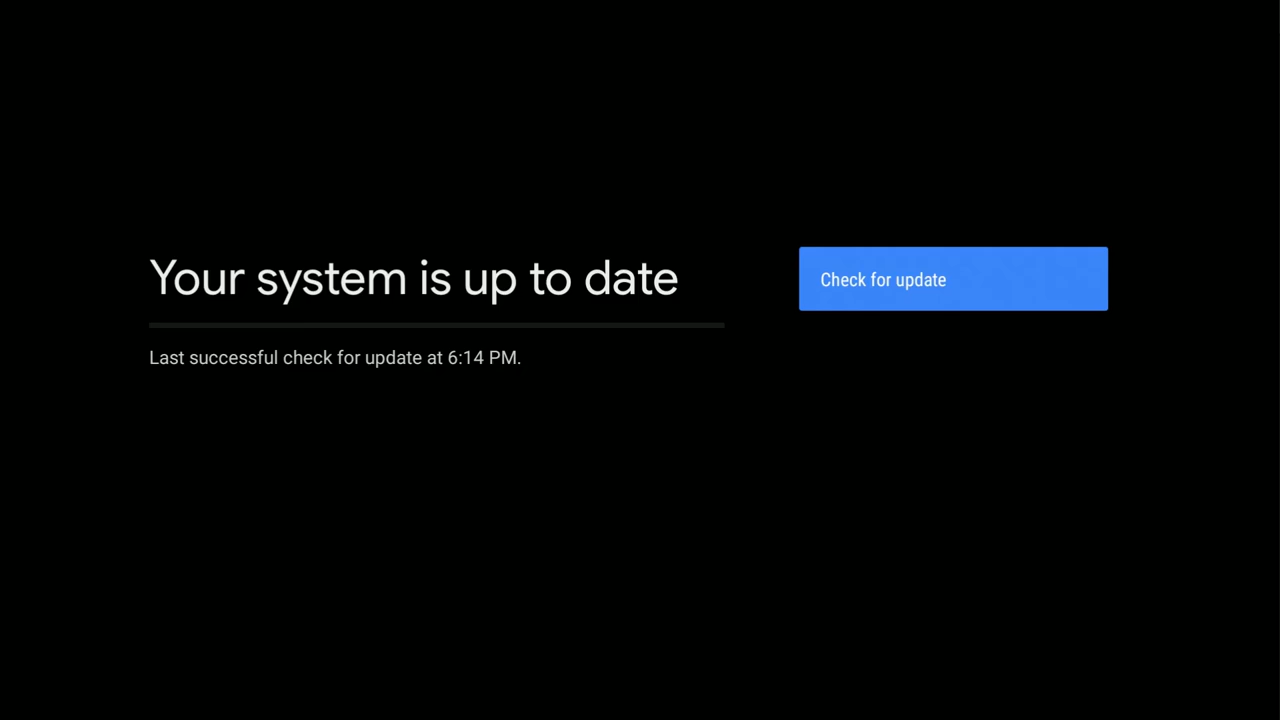 Your system is up to date
Check for update
Last successful check for update at 6:14 PM.